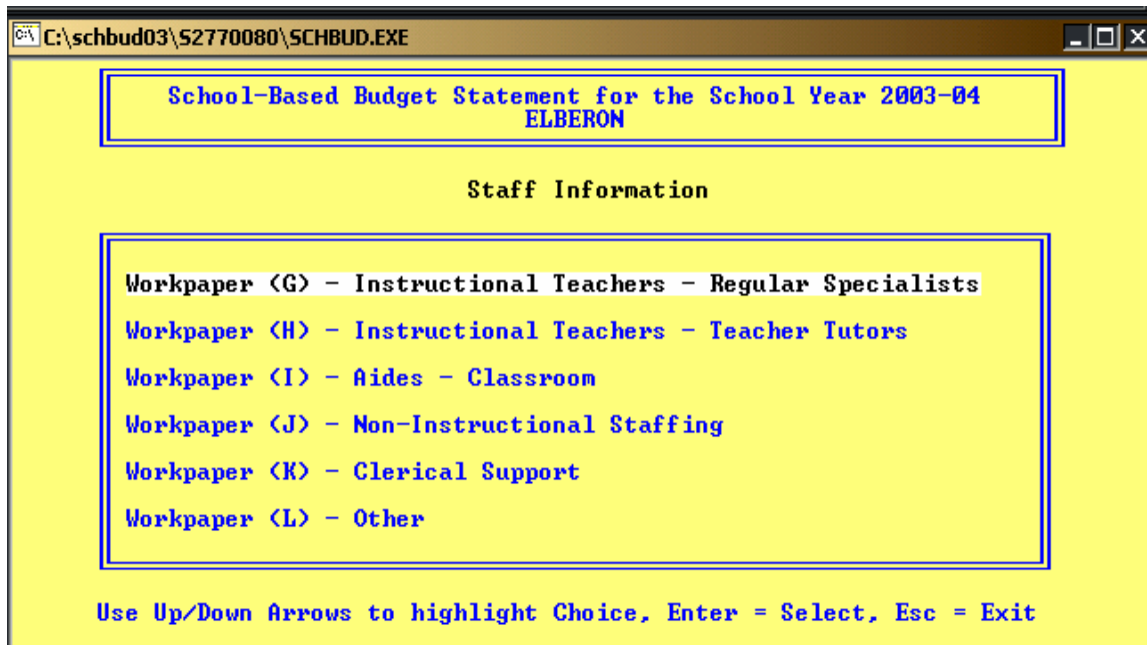 C:\schbud03\S2770080\SCHBUD.EXE
School-Based Budget Statement for the School Year 2003-04
ELBERON
Staff Information
Workpaper (G) - Instructional Teachers - Regular Specialists
Workpaper (H) - Instructional Teachers - Teacher Tutors
Workpaper (I) - Aides - Classroom
Workpaper (J) - Non-Instructional Staffing
Workpaper (K) - Clerical Support
Workpaper (L) - Other
Use Up/Down Arrows to highlight Choice, Enter = Select, Esc = Exit